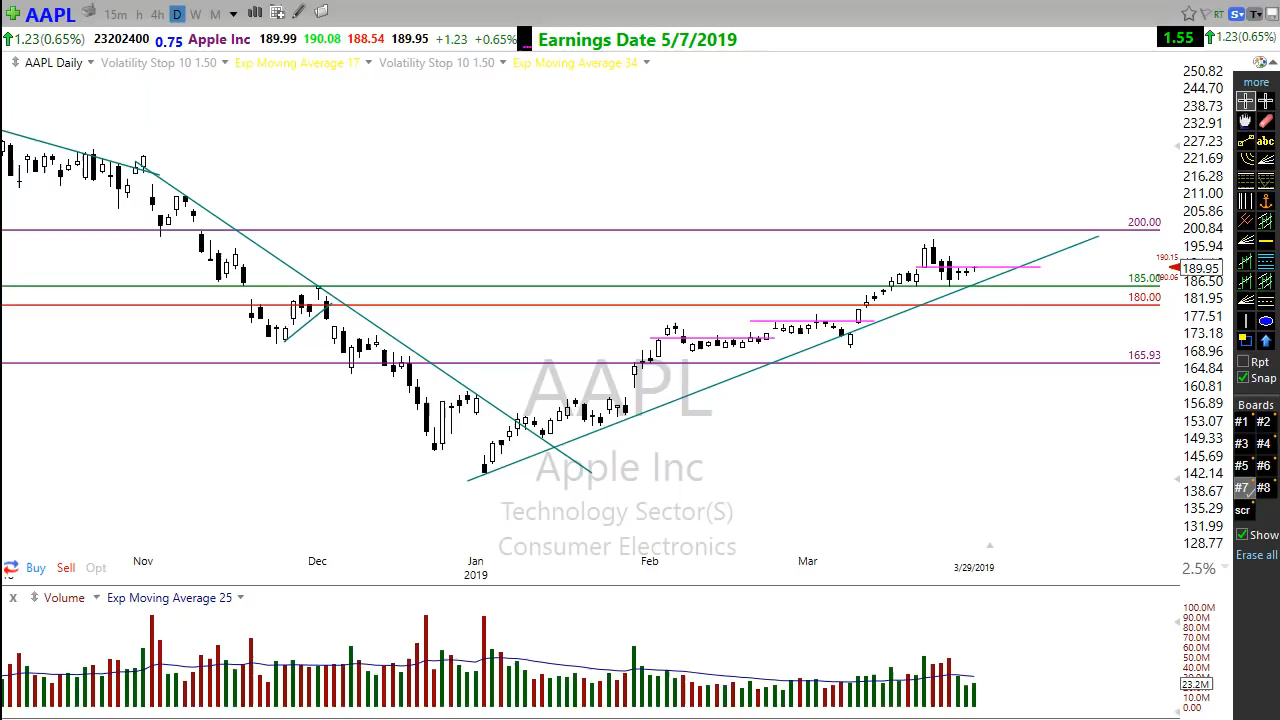 AAPL 15m h 4h D W M RT S T
1.23(0.65%) 23202400 0.75 Apple Inc 189.99 190.08 188.54 189.95 +1.23 +0.65% Earnings Date 5/7/2019 1.55 1.23(0.65%)
AAPL Daily Volatility Stop 10 1.50 Exp Moving Average 17 Volatility Stop 10 1.50 Exp Moving Average 34
250.82
244.70
238.73
232.91
227.23
221.69
216.28
211.00
205.86
200.84
195.94
189.95
186.50
181.95
177.51
173.18
168.96
164.84
160.81
156.89
153.07
149.33
145.69
142.14
138.67
135.29
131.99
128.77
200.00
190.15
190.06
185.00
180.00
165.93
AAPL
Apple Inc
Technology Sector(S)
Consumer Electronics
Nov Dec Jan Feb Mar 3/29/2019
2019
Buy Sell Opt 2.5%
X Volume Exp Moving Average 25
100.0M
90.0M
80.0M
70.0M
60.0M
50.0M
40.0M
23.2M
10.0M
0.00
more
abc
Rpt
Snap
Boards
#1 #2
#3 #4
#5 #6
#7 #8
scr
Show
Erase all